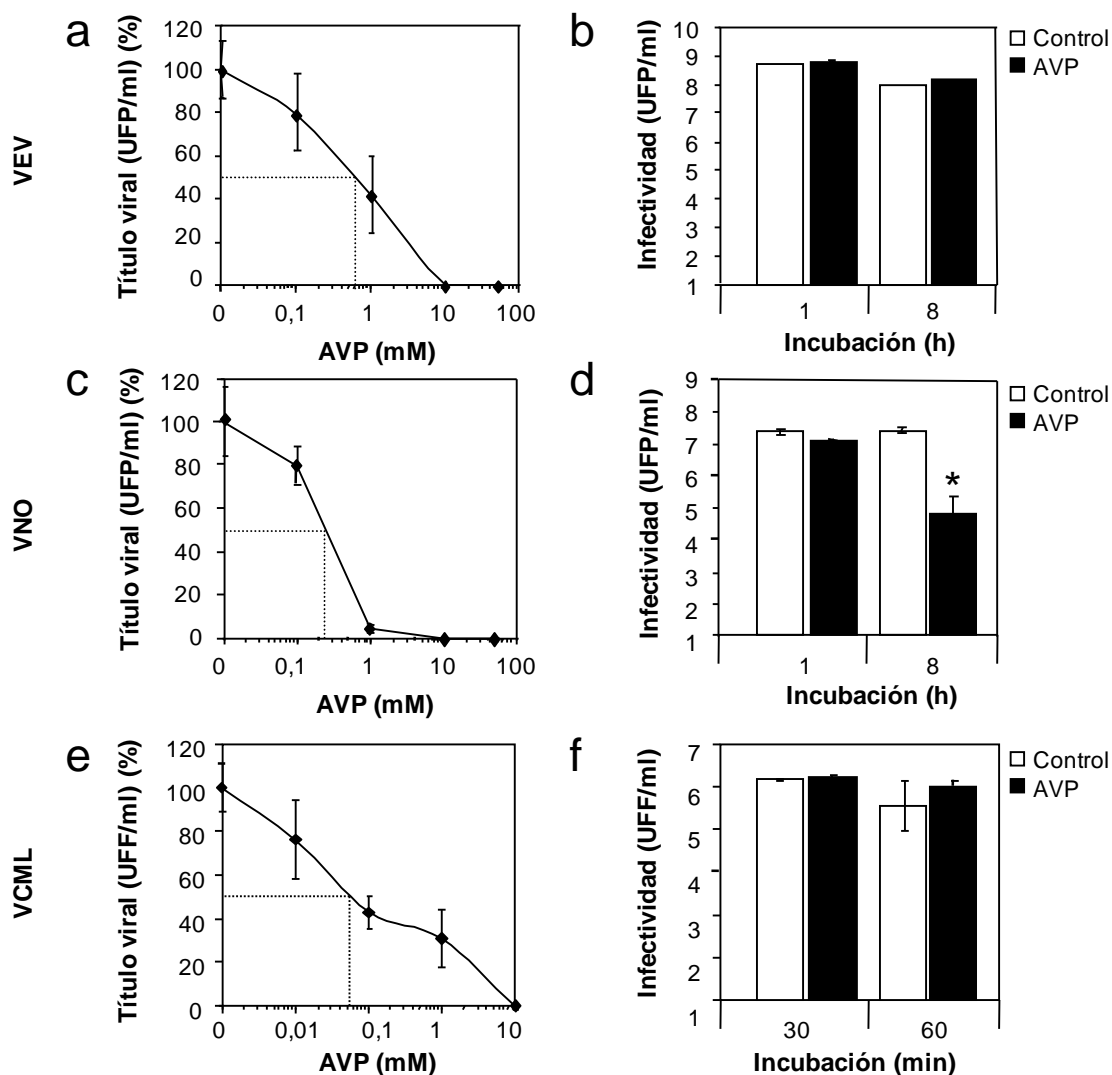 a
VEV
Título viral (UFP/ml) (%)
120
100
80
60
40
20
0
0 0,1 1 10 100
AVP (mM)
b
Infectividad (UFP/ml)
10
9
8
7
6
5
4
3
2
1
1 8
Incubación (h)
Control
AVP
c
VNO
Título viral (UFP/ml) (%)
120
100
80
60
40
20
0
0 0,1 1 10 100
AVP (mM)
d
Infectividad (UFP/ml)
9
8
7
6
5
4
3
2
1
*
1 8
Incubación (h)
Control
AVP
e
VCML
Título viral (UFF/ml) (%)
120
100
80
60
40
20
0
0 0,01 0,1 1 10
AVP (mM)
f
Infectividad (UFF/ml)
7
6
5
4
3
2
1
30 60
Incubación (min)
Control
AVP